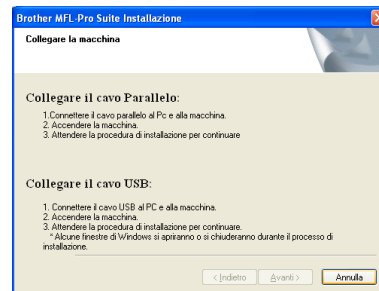 Brother MFL-Pro Suite Installazione
Collegare la macchina
Collegare il cavo Parallelo:
1.Connettere il cavo parallelo al Pc e alla macchina.
2. Accendere la macchina.
3. Attendere la procedura di installazione per continuare
Collegare il cavo USB:
1. Connettere il cavo USB al PC e alla macchina.
2. Accendere la macchina.
3. Attendere la procedura di installazione per continuare.
* Alcune finestre di Windows si apriranno o si chiuderanno durante il processo di
installazione.
< Indietro Avanti > Annulla